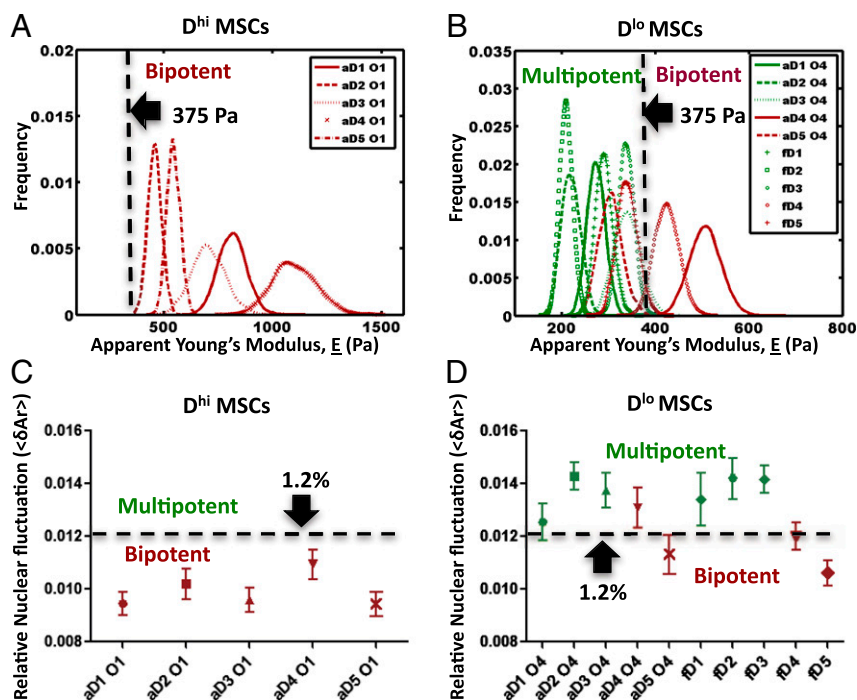 A
Dhi MSCs
0.02
0.015
0.01
0.005
0
Frequency
Bipotent
375 Pa
aD1 O1
aD2 O1
aD3 O1
aD4 O1
aD5 O1
500
1000
1500
Apparent Young's Modulus, E (Pa)
B
Dlo MSCs
0.035
0.03
0.025
0.02
0.015
0.01
0.005
0
Frequency
Multipotent
Bipotent
375 Pa
aD1 O4
aD2 O4
aD3 O4
aD4 O4
aD5 O4
fD1
fD2
fD3
fD4
fD5
200
400
600
800
Apparent Young's Modulus, E (Pa)
C
Dhi MSCs
Relative Nuclear fluctuation (<δAr>)
0.016
0.014
0.012
0.010
0.008
1.2%
Multipotent
Bipotent
aD1 O1
aD2 O1
aD3 O1
aD4 O1
aD5 O1
D
Dlo MSCs
Relative Nuclear fluctuation (<δAr>)
0.016
0.014
0.012
0.010
0.008
Multipotent
1.2%
Bipotent
aD1 O4
aD2 O4
aD3 O4
aD4 O4
aD5 O4
fD1
fD2
fD3
fD4
fD5